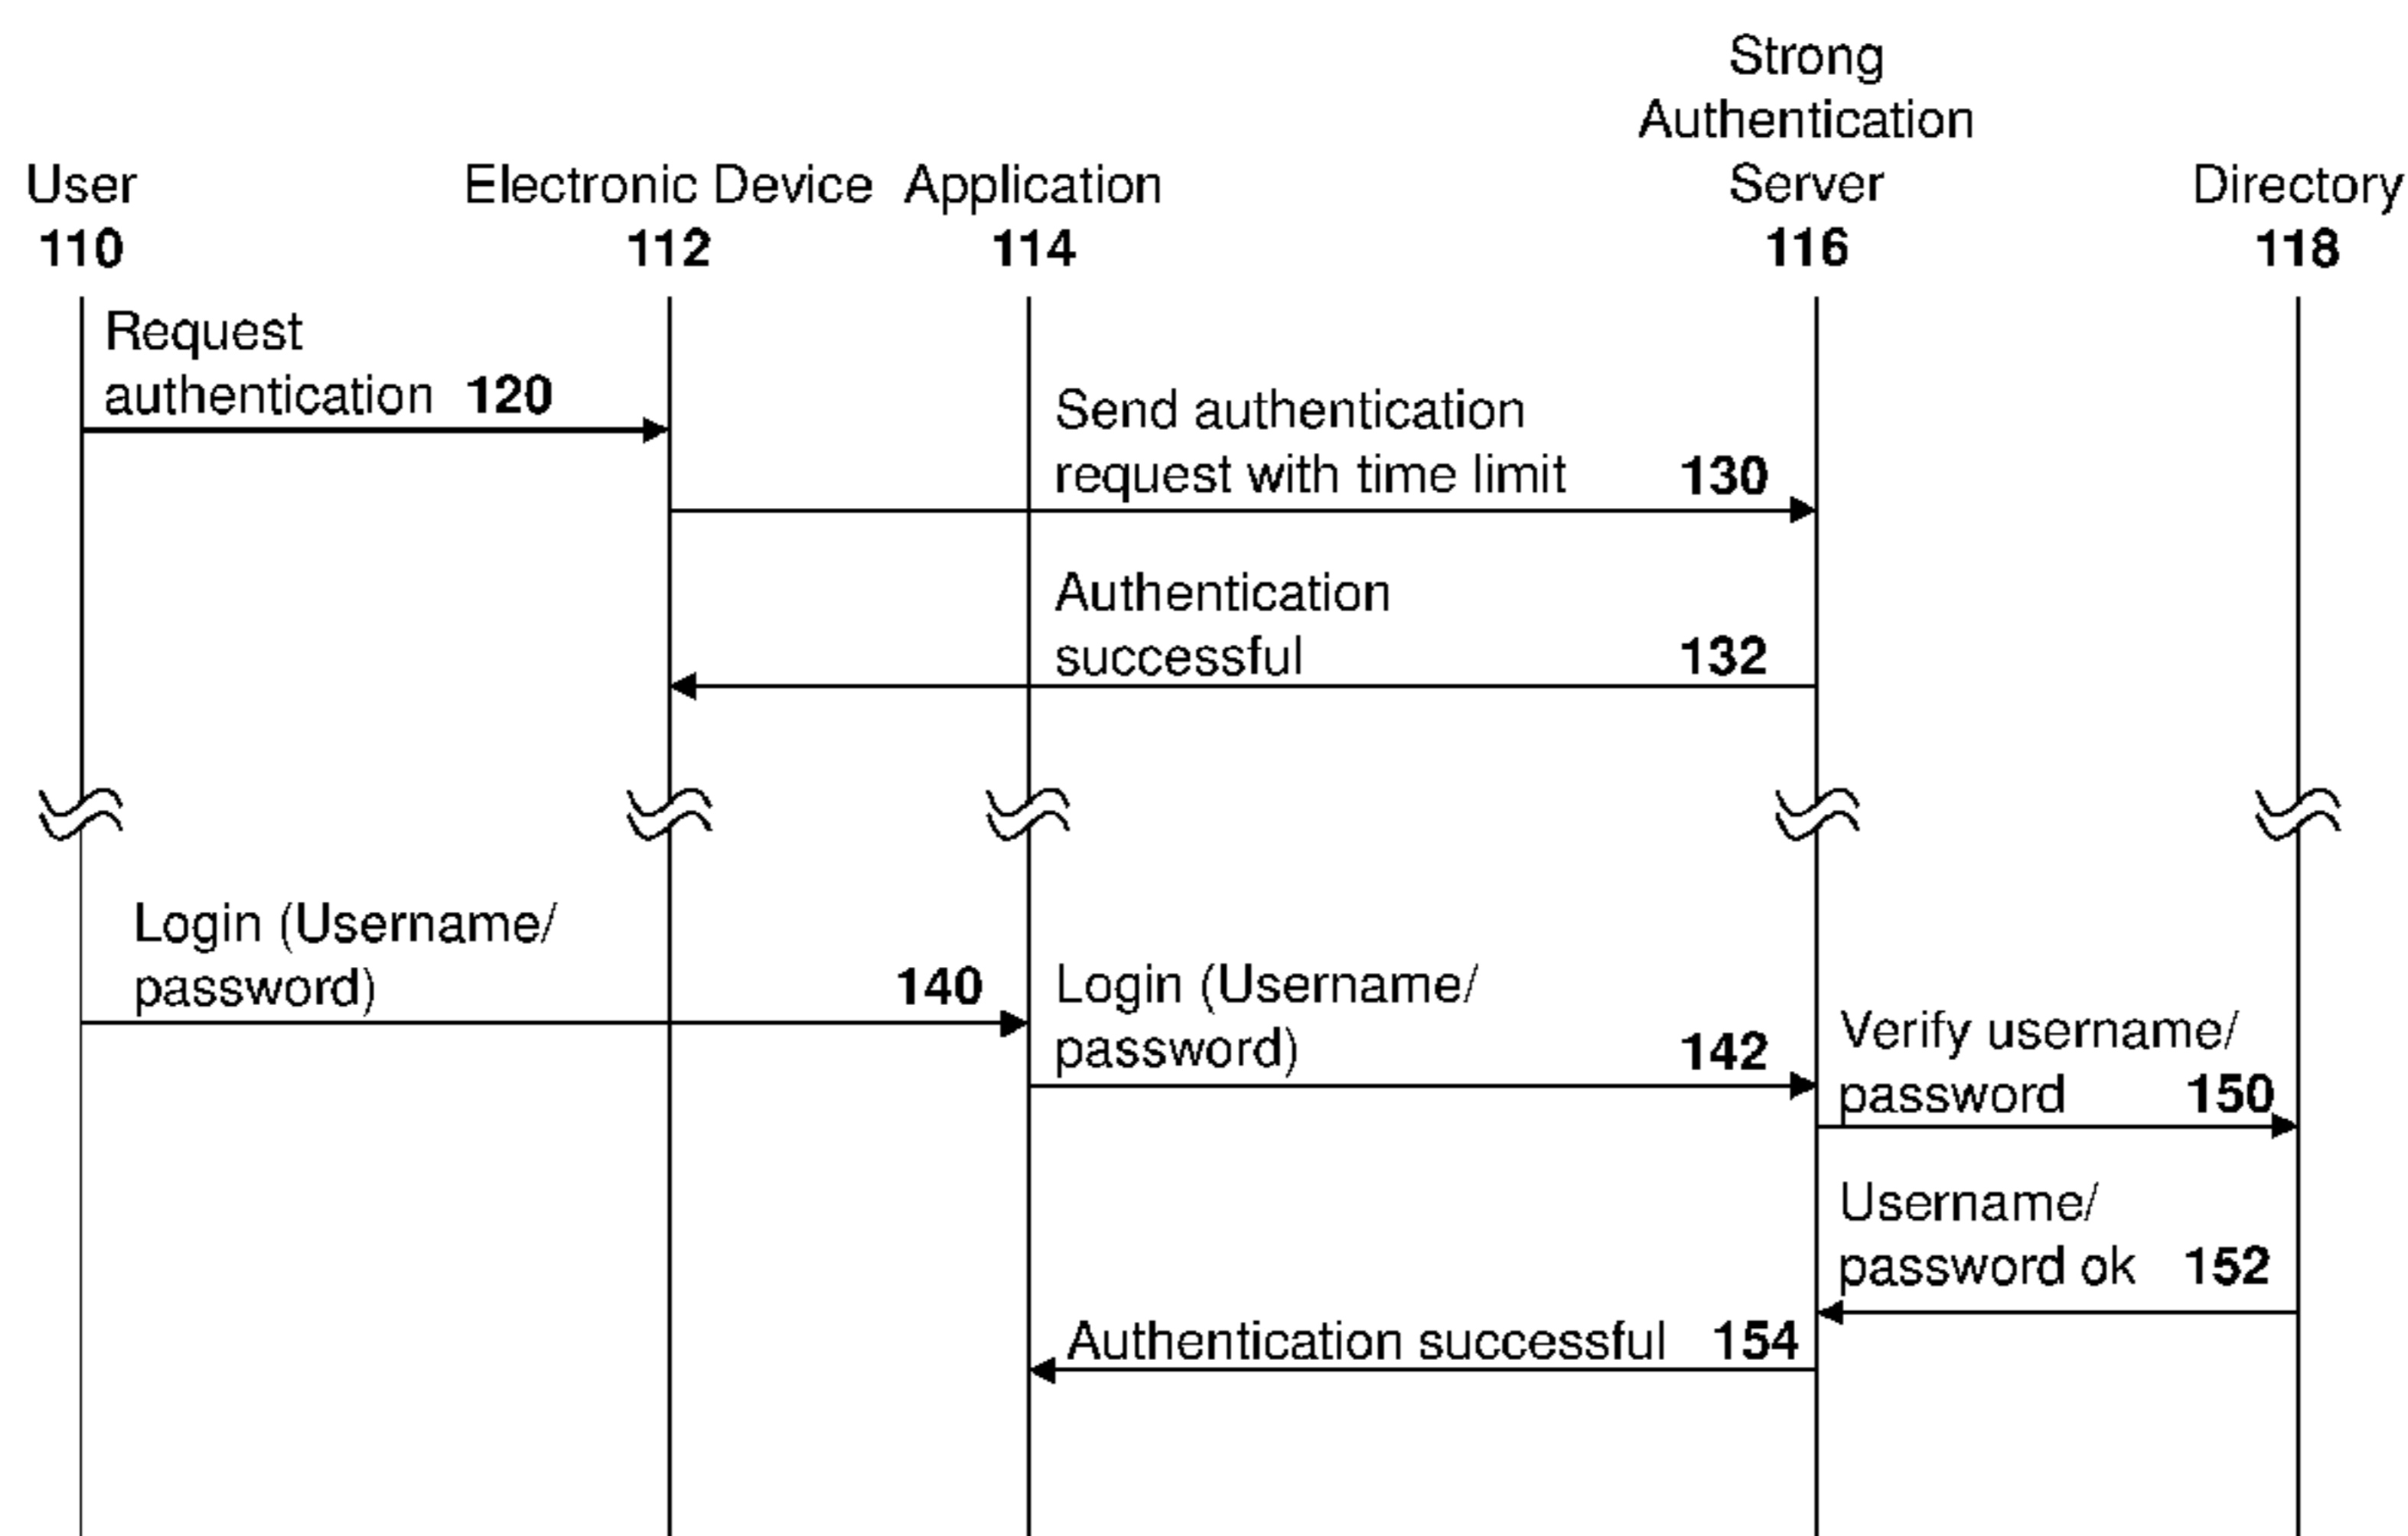 Strong
Authentication
Server
116
User
110
Electronic Device
112
Application
114
Directory
118
Request
authentication 120
Send authentication
request with time limit 130
Authentication
successful 132
Login (Username/
password) 140
Login (Username/
password) 142
Verify username/
password 150
Username/
password ok 152
Authentication successful 154